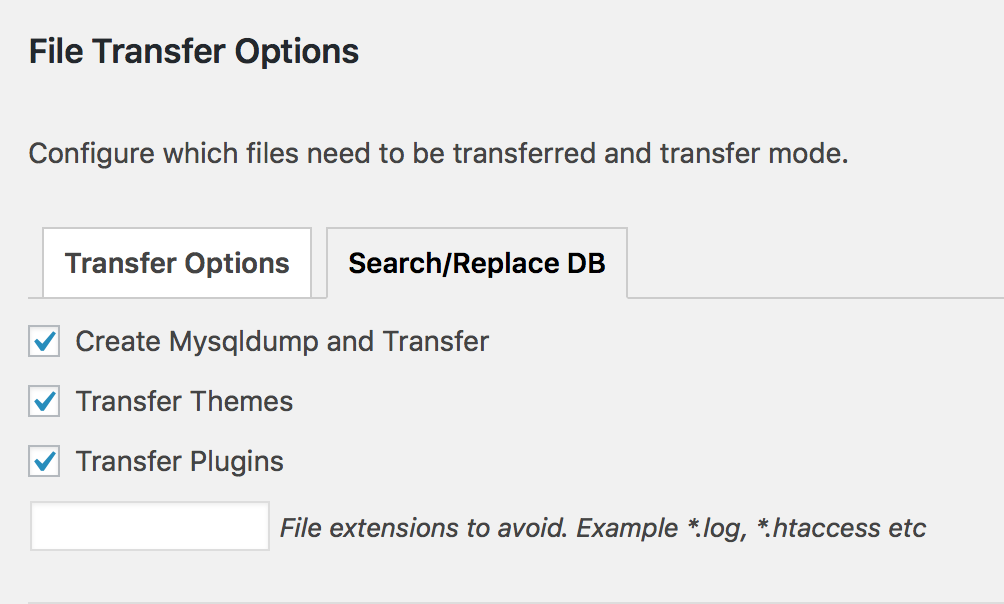 File Transfer Options
Configure which files need to be transferred and transfer mode.
Transfer Options
Search/Replace DB
Create Mysqldump and Transfer
Transfer Themes
Transfer Plugins
File extensions to avoid. Example *.log, *.htaccess etc